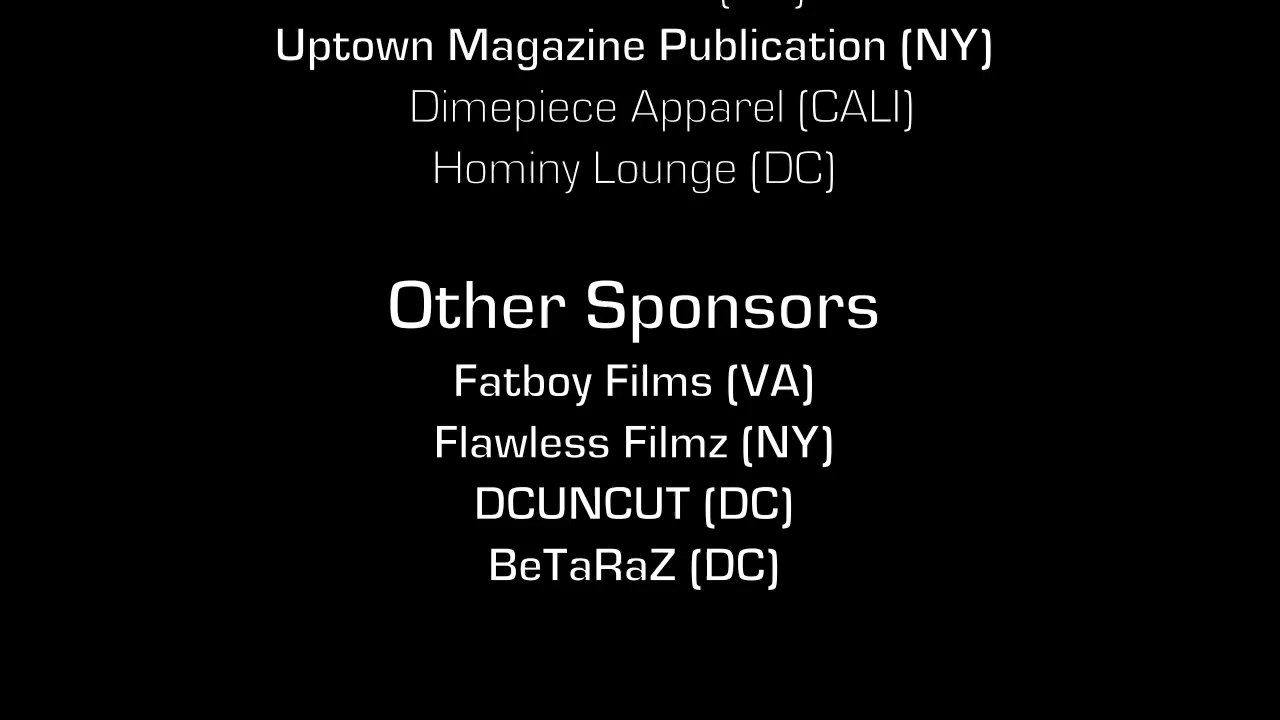 Uptown Magazine Publication (NY)
Dimepiece Apparel (CALI)
Hominy Lounge (DC)
Other Sponsors
Fatboy Films (VA)
Flawless Filmz (NY)
DCUNCUT (DC)
BeTaRaZ (DC)